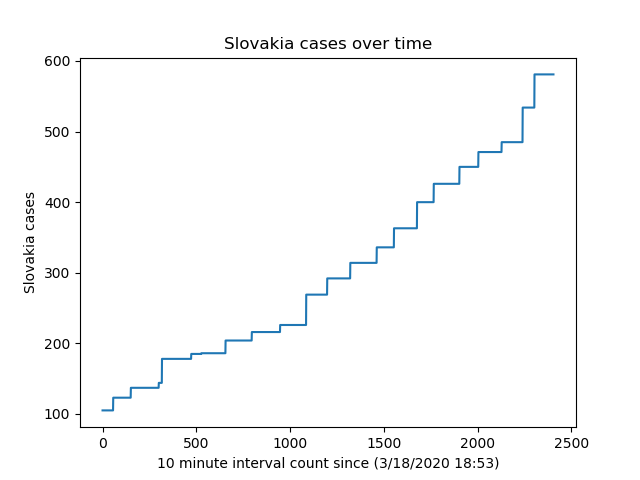 Slovakia cases over time
600
500
400
300
200
100
Slovakia cases
0 500 1000 1500 2000 2500
10 minute interval count since (3/18/2020 18:53)